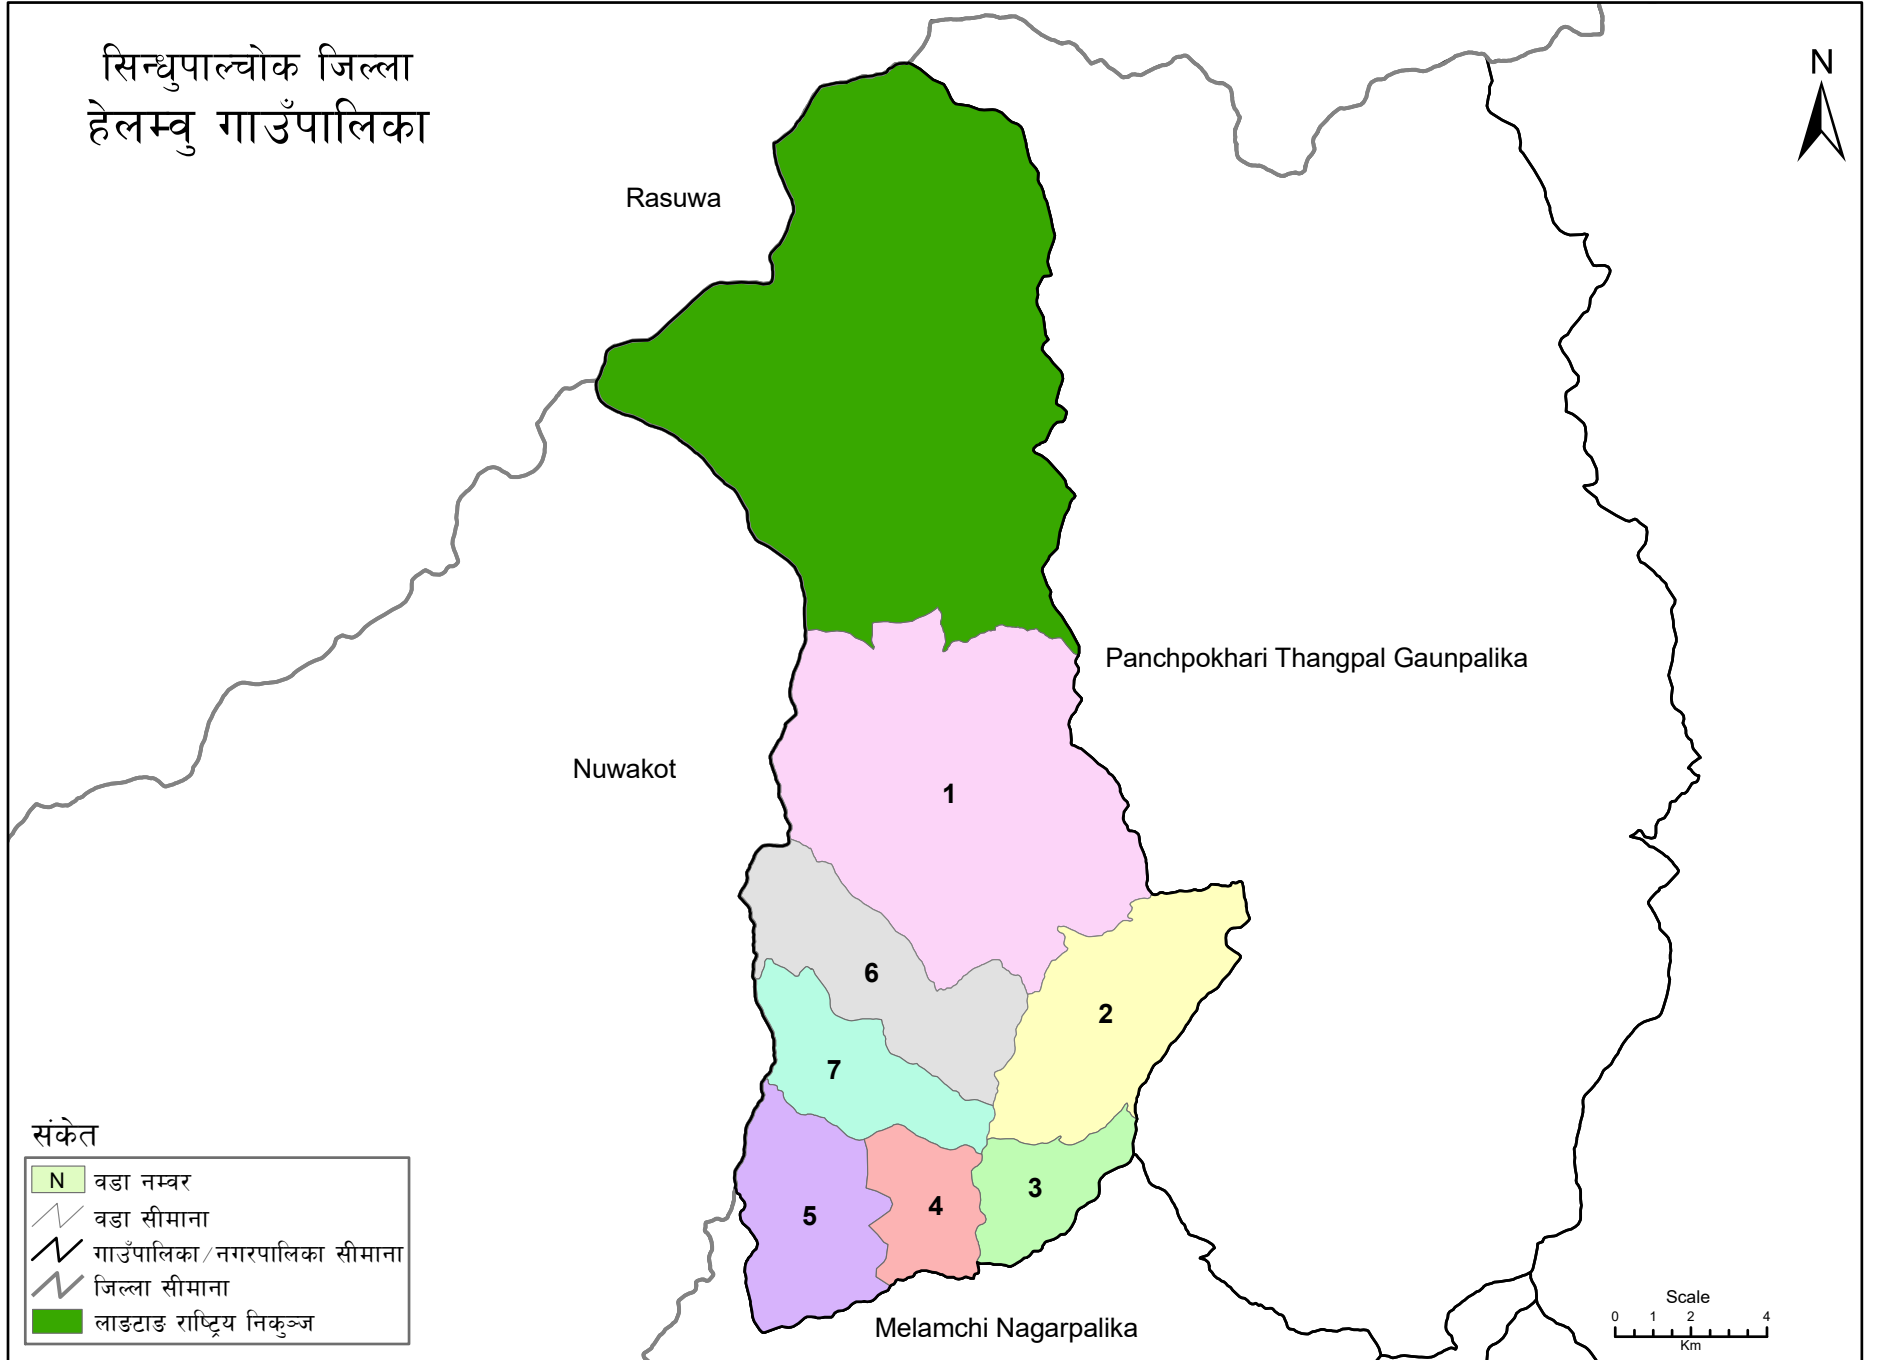 सिन्धुपाल्चोक जिल्ला
हेलम्वु गाउँपालिका
N
Rasuwa
Panchpokhari Thangpal Gaunpalika
Nuwakot
1
6
2
7
3
4
5
Melamchi Nagarpalika
संकेत
N वडा नम्वर
वडा सीमाना
गाउँपालिका/नगरपालिका सीमाना
जिल्ला सीमाना
लाङटाङ राष्ट्रिय निकुञ्ज
Scale
0 1 2 4
Km